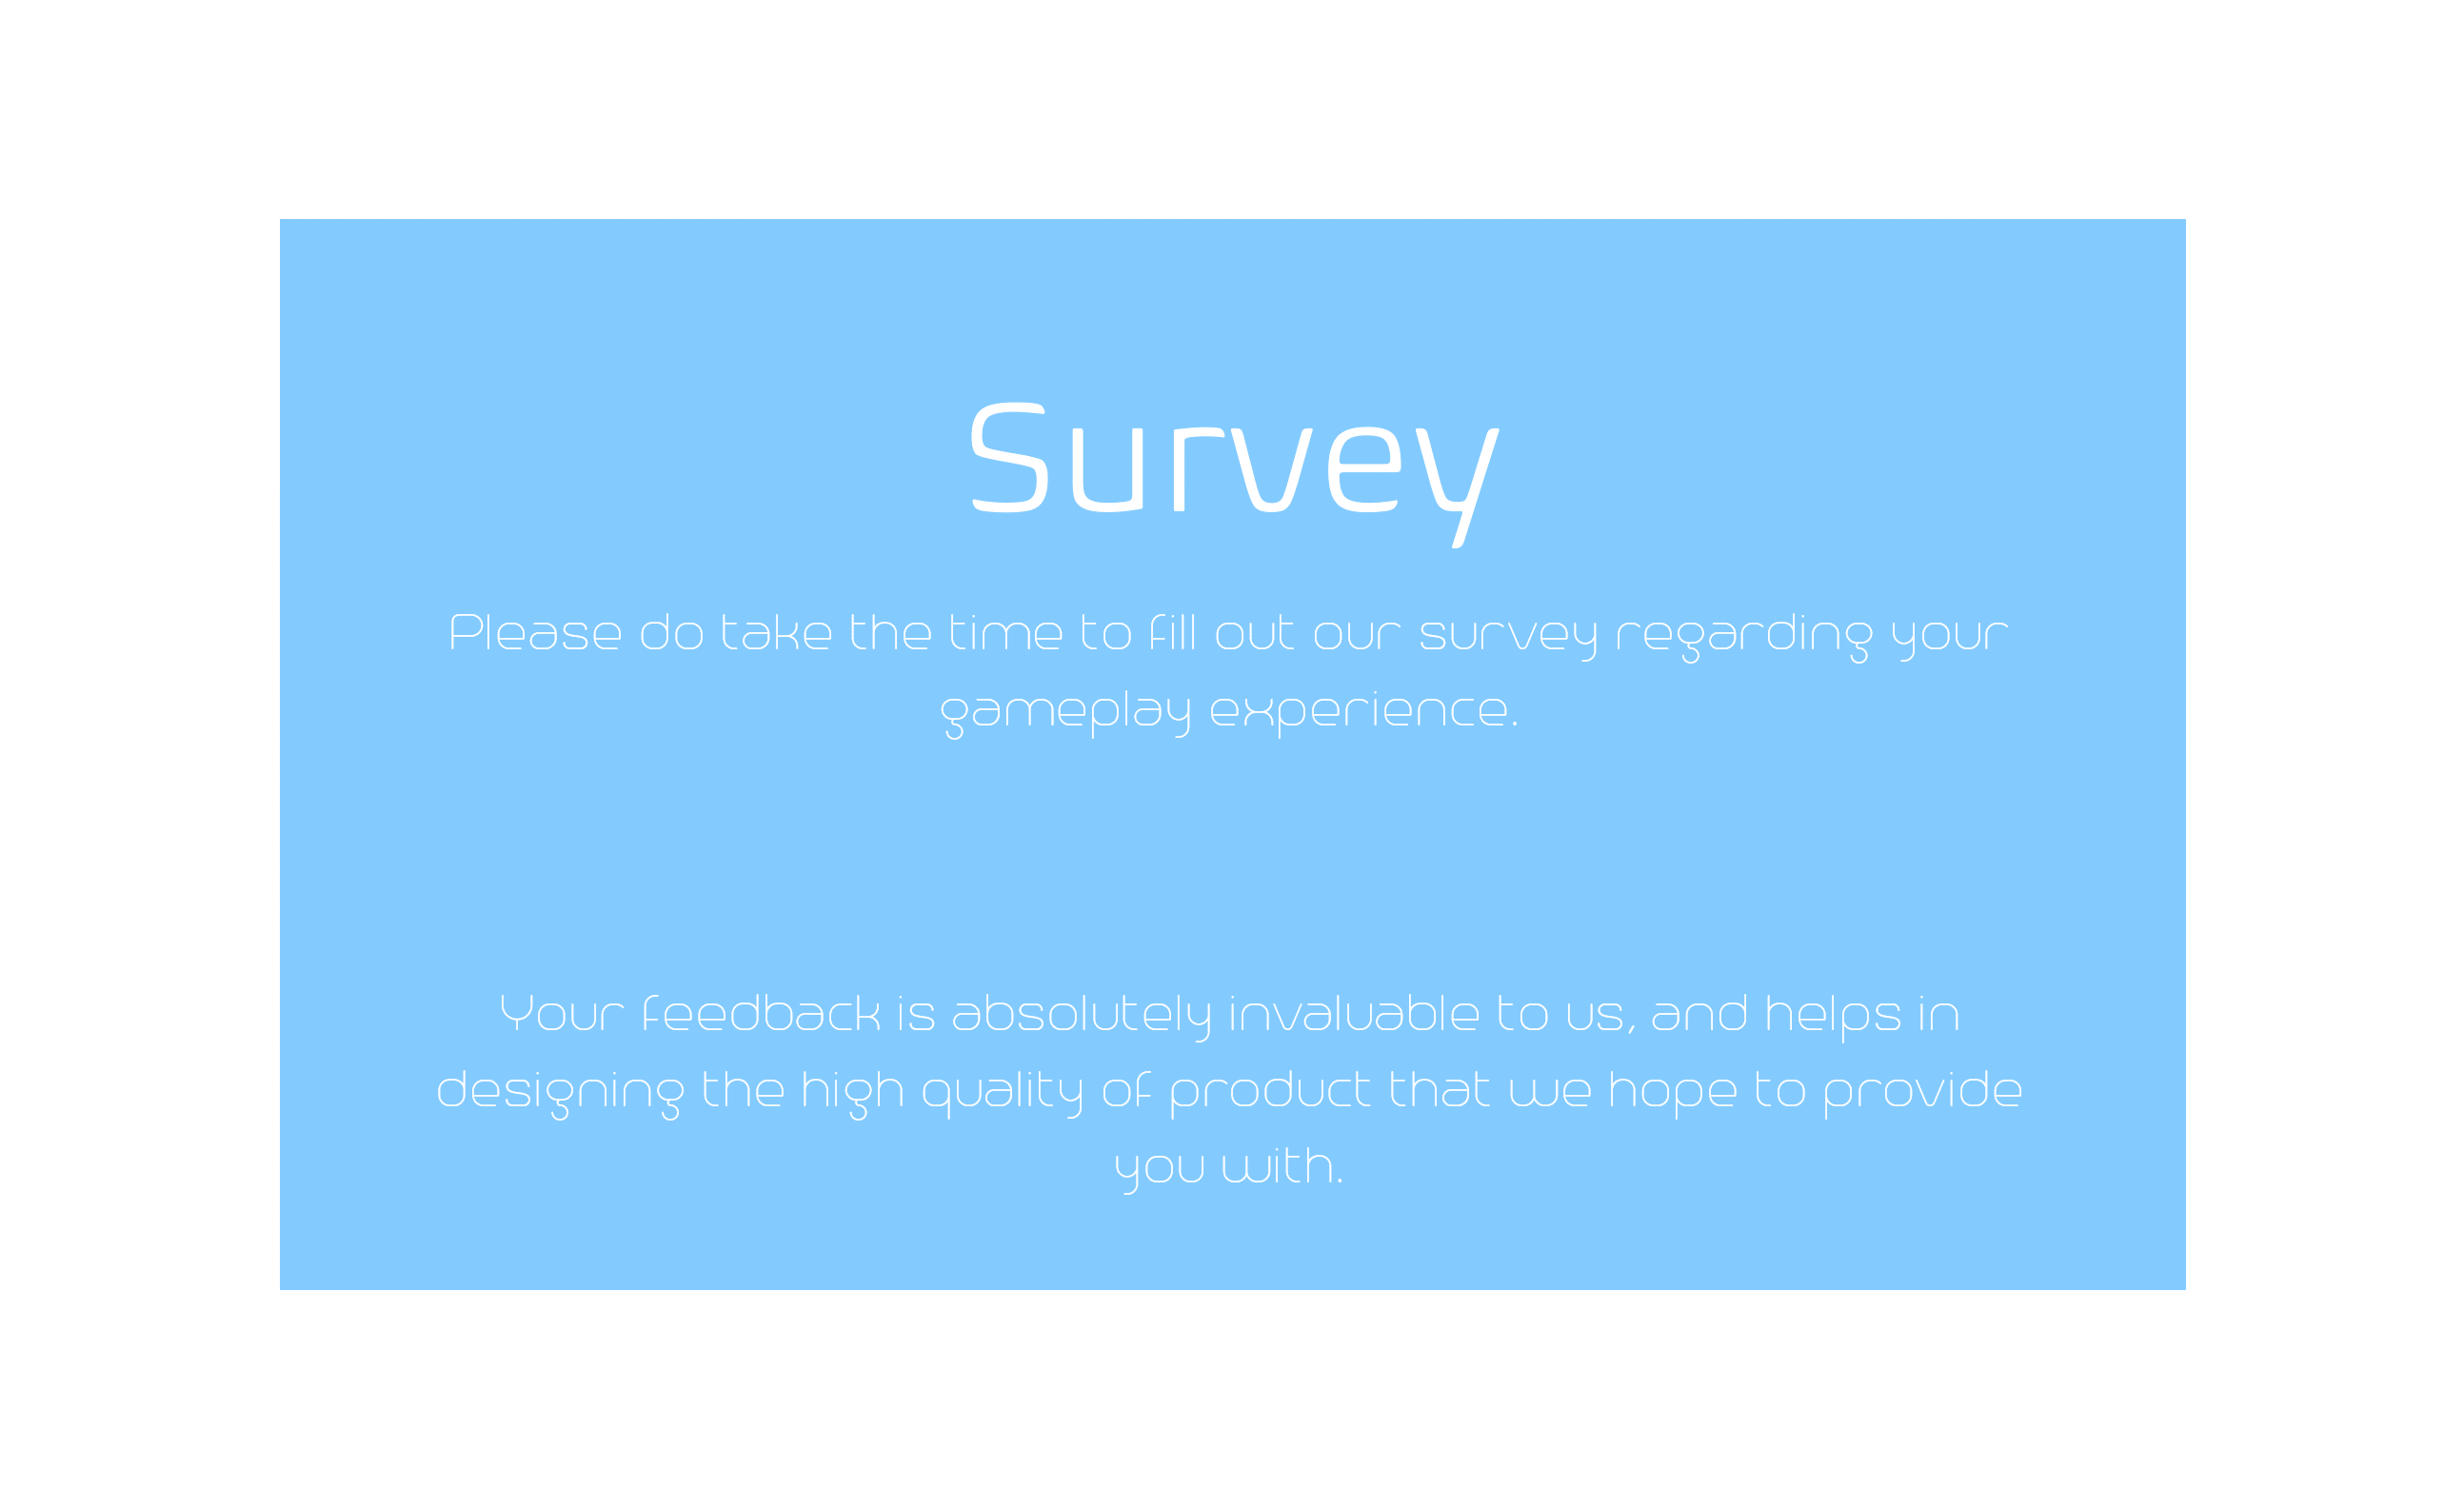 Survey
Please do take the time to fill out our survey regarding your
gameplay experience.
Your feedback is absolutely invaluable to us, and helps in
designing the high quality of product that we hope to provide
you with.